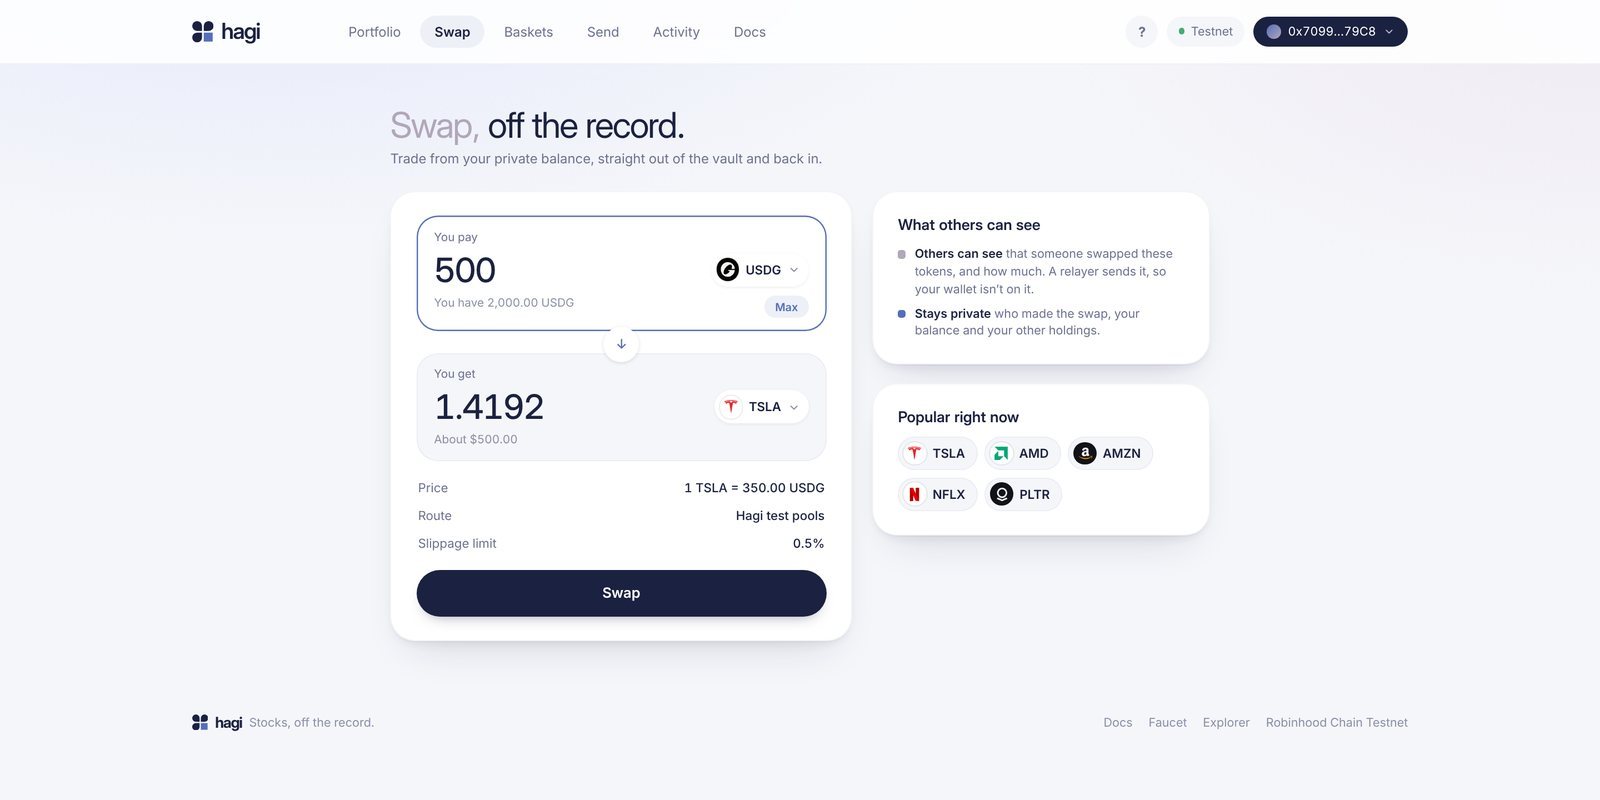 hagi
Portfolio
Swap
Baskets
Send
Activity
Docs
?
Testnet
0x7099...79C8
Swap, off the record.
Trade from your private balance, straight out of the vault and back in.
You pay
500
USDG
You have 2,000.00 USDG
Max
You get
1.4192
TSLA
About $500.00
Price
1 TSLA = 350.00 USDG
Route
Hagi test pools
Slippage limit
0.5%
Swap
What others can see
Others can see that someone swapped these
tokens, and how much. A relayer sends it, so
your wallet isn’t on it.
Stays private who made the swap, your
balance and your other holdings.
Popular right now
TSLA
AMD
a
AMZN
N
NFLX
PLTR
hagi
Stocks, off the record.
Docs
Faucet
Explorer
Robinhood Chain Testnet